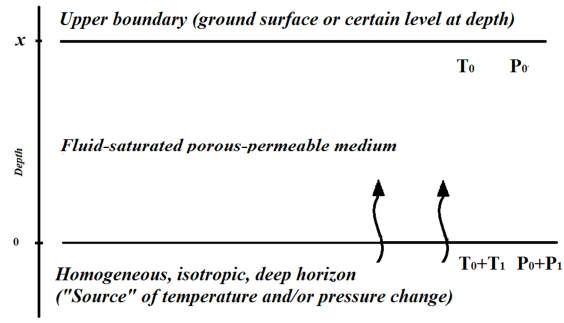 Upper boundary (ground surface or certain level at depth)
x
T₀ P₀.
Fluid-saturated porous-permeable medium
Depth
0
T₀+T₁ P₀+P₁
Homogeneous, isotropic, deep horizon
("Source" of temperature and/or pressure change)